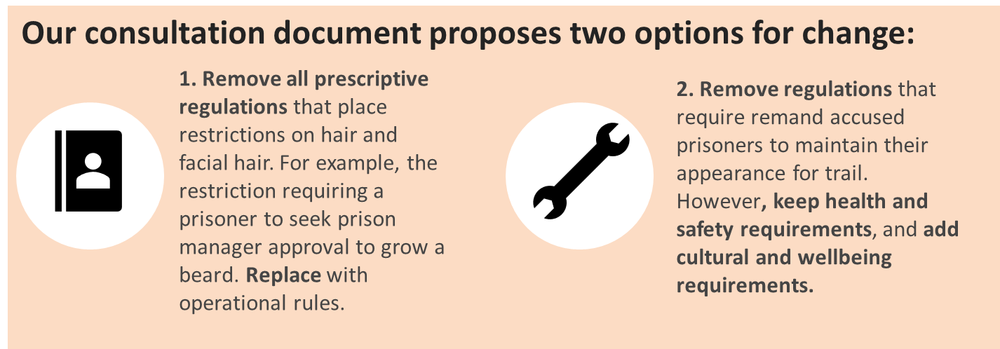 Our consultation document proposes two options for change:
1. Remove all prescriptive
regulations that place
restrictions on hair and
facial hair. For example, the
restriction requiring a
prisoner to seek prison
manager approval to grow a
beard. Replace with
operational rules.
2. Remove regulations that
require remand accused
prisoners to maintain their
appearance for trail.
However, keep health and
safety requirements, and add
cultural and wellbeing
requirements.